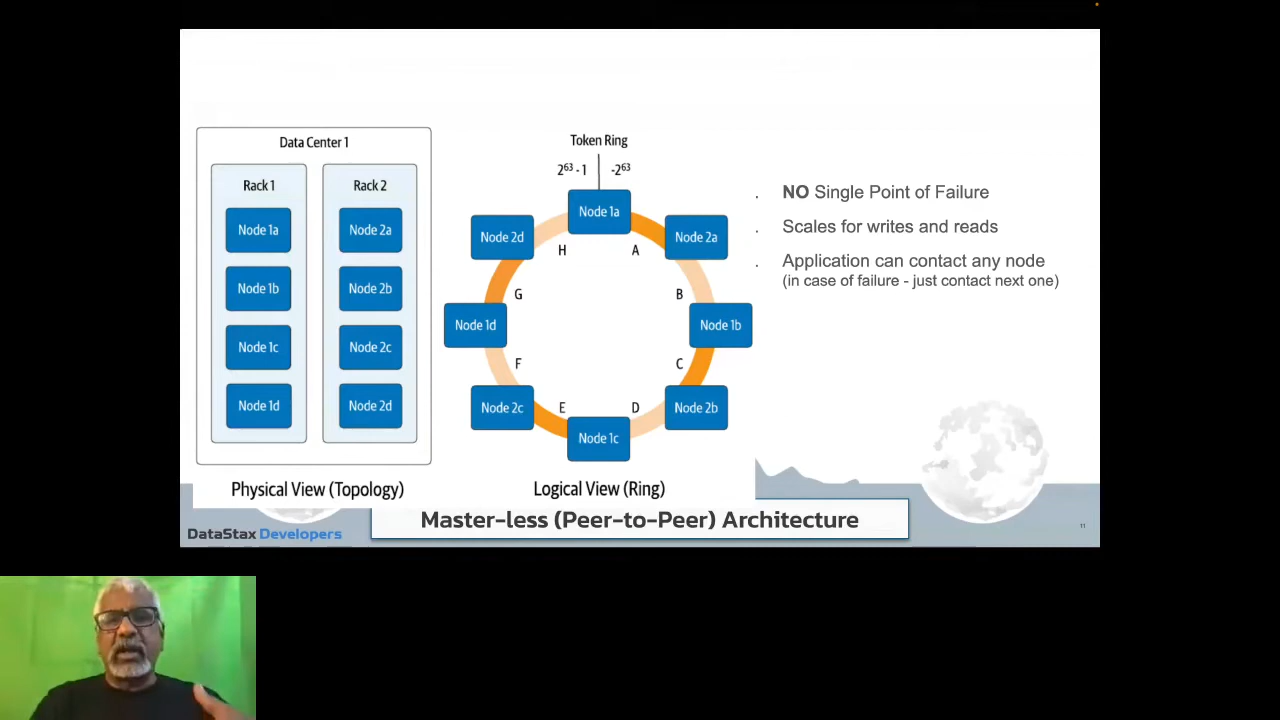 Data Center 1
Rack 1
Node 1a
Node 1b
Node 1c
Node 1d
Rack 2
Node 2a
Node 2b
Node 2c
Node 2d
Physical View (Topology)
Token Ring
2⁶³ - 1
-2⁶³
Node 1a
Node 2d
Node 2a
H
A
G
B
Node 1d
Node 1b
F
C
Node 2c
E
D
Node 2b
Node 1c
Logical View (Ring)
. NO Single Point of Failure
. Scales for writes and reads
. Application can contact any node
(in case of failure - just contact next one)
Master-less (Peer-to-Peer) Architecture
DataStax Developers
11